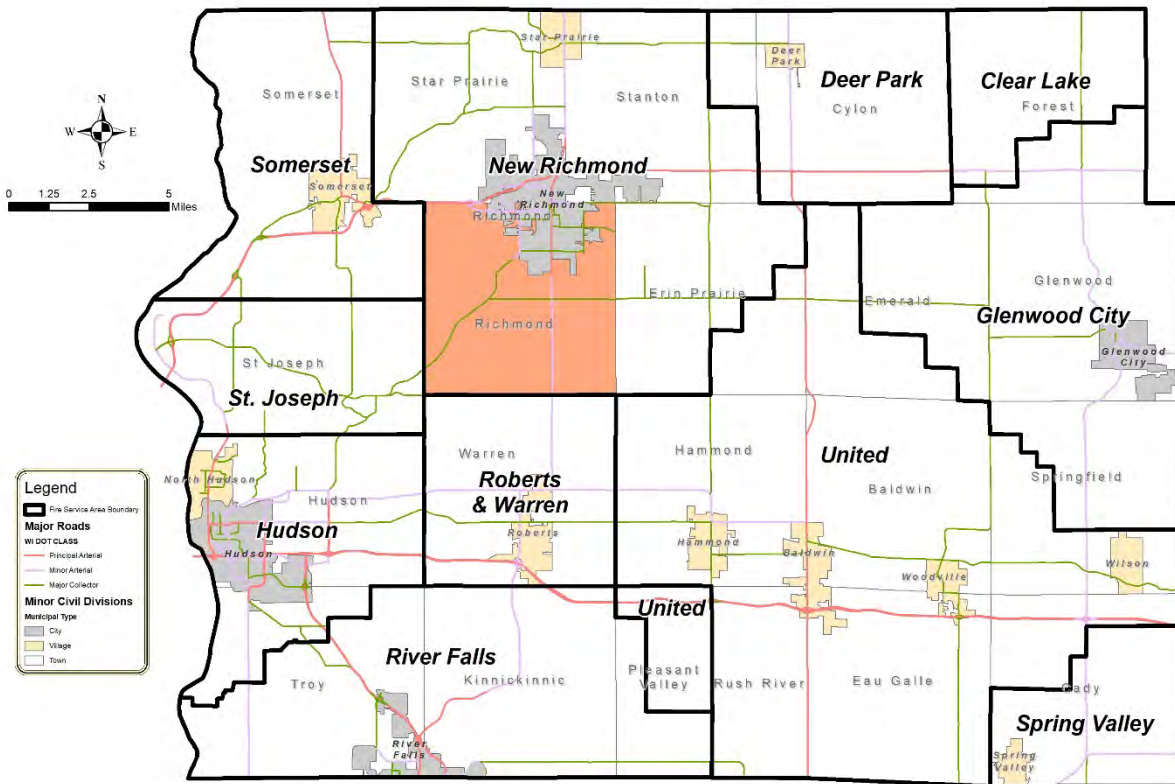 Star Prairie
Deer
Park
Star Prairie
Deer Park
Clear Lake
Somerset
Stanton
Cylon
Forest
N
W E
S
Somerset
New Richmond
Somerset
New
Richmond
Richmond
0 1.25 2.5 5
Miles
Glenwood
Erin Prairie
Emerald
Richmond
Glenwood City
Glenwood
City
St Joseph
St. Joseph
Warren
Hammond
United
Roberts
& Warren
Baldwin
Springfield
North Hudson
Hudson
Hudson
Hudson
Roberts
Hammond
Baldwin
Woodville
Wilson
Legend
Fire Service Area Boundary
Major Roads
WI DOT CLASS
Principal Arterial
Minor Arterial
Major Collector
Minor Civil Divisions
Municipal Type
City
Village
Town
United
River Falls
Troy
Kinnickinnic
Pleasant
Valley
Rush River
Eau Galle
Cady
Spring Valley
River
Falls
Spring
Valley